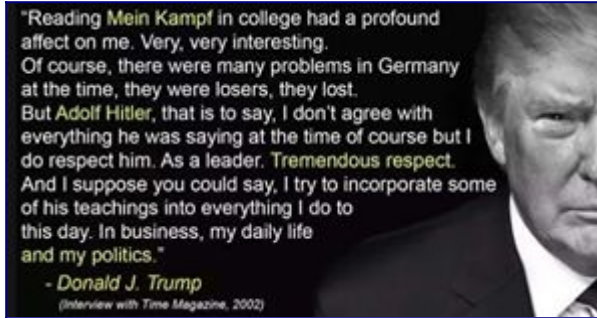 “Reading Mein Kampf in college had a profound
affect on me. Very, very interesting.
Of course, there were many problems in Germany
at the time, they were losers, they lost.
But Adolf Hitler, that is to say, I don't agree with
everything he was saying at the time of course but I
do respect him. As a leader. Tremendous respect.
And I suppose you could say, I try to incorporate some
of his teachings into everything I do to
this day. In business, my daily life
and my politics.”
- Donald J. Trump
(Interview with Time Magazine, 2002)